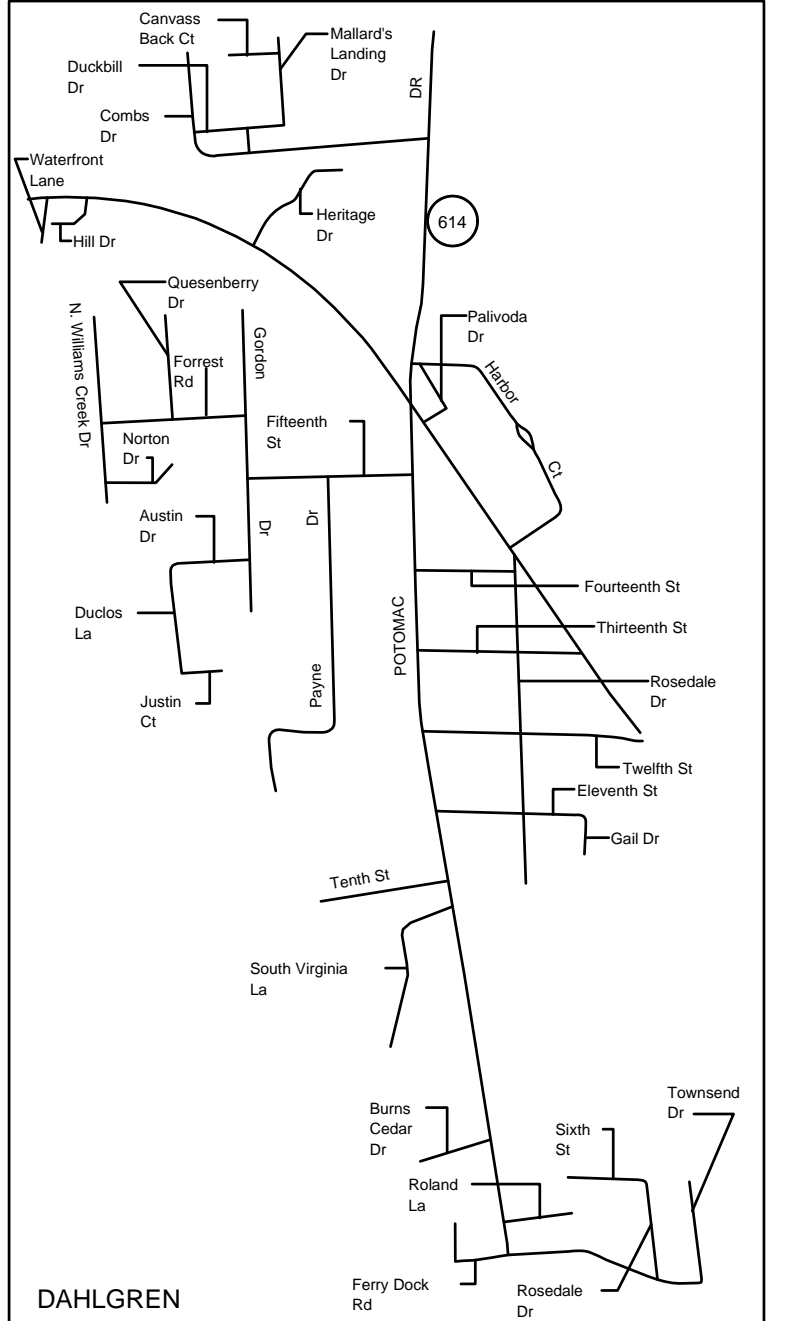 Canvass
Back Ct
Mallard's
Landing
Dr
Duckbill
Dr
Combs
Dr
DR
Waterfront
Lane
Hill Dr
Heritage
Dr
614
Quesenberry
Dr
N. Williams Creek Dr
Forrest
Rd
Gordon
Dr
Palivoda
Dr
Harbor
Ct
Norton
Dr
Fifteenth
St
Austin
Dr
Payne
Dr
Duclos
La
Justin
Ct
POTOMAC
Fourteenth St
Thirteenth St
Rosedale
Dr
Twelfth St
Eleventh St
Gail Dr
Tenth St
South Virginia
La
Burns
Cedar
Dr
Sixth
St
Townsend
Dr
Roland
La
Ferry Dock
Rd
Rosedale
Dr
DAHLGREN